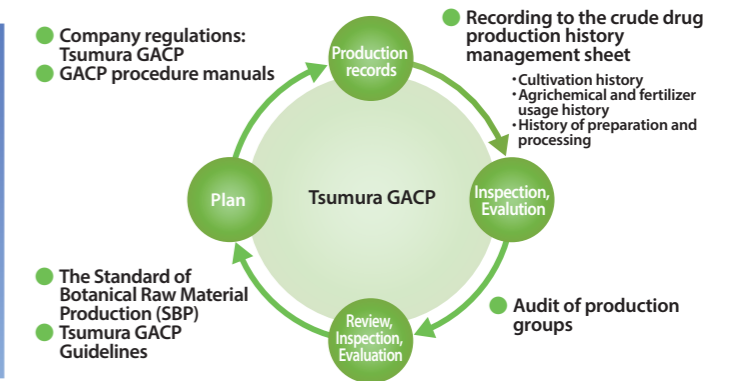 Company regulations:
Tsumura GACP
GACP procedure manuals
Production
records
Recording to the crude drug
production history
management sheet
・Cultivation history
・Agrichemical and fertilizer
usage history
・History of preparation and
processing
Plan
Tsumura GACP
Inspection,
Evalution
The Standard of
Botanical Raw Material
Production (SBP)
Tsumura GACP
Guidelines
Review,
Inspection,
Evaluation
Audit of production
groups